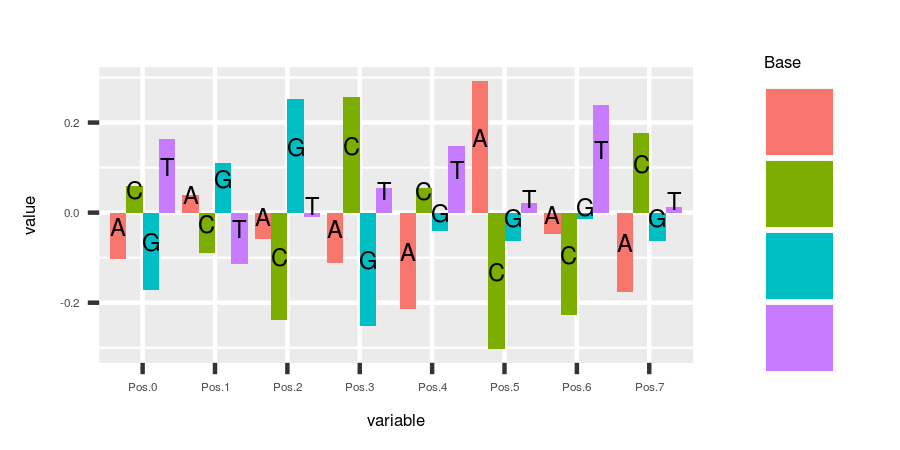 Base
0.2
0.0
-0.2
value
A C G T A C G T A C G T A C G T A C G T A C G T A C G T A C G T
Pos.0 Pos.1 Pos.2 Pos.3 Pos.4 Pos.5 Pos.6 Pos.7
variable